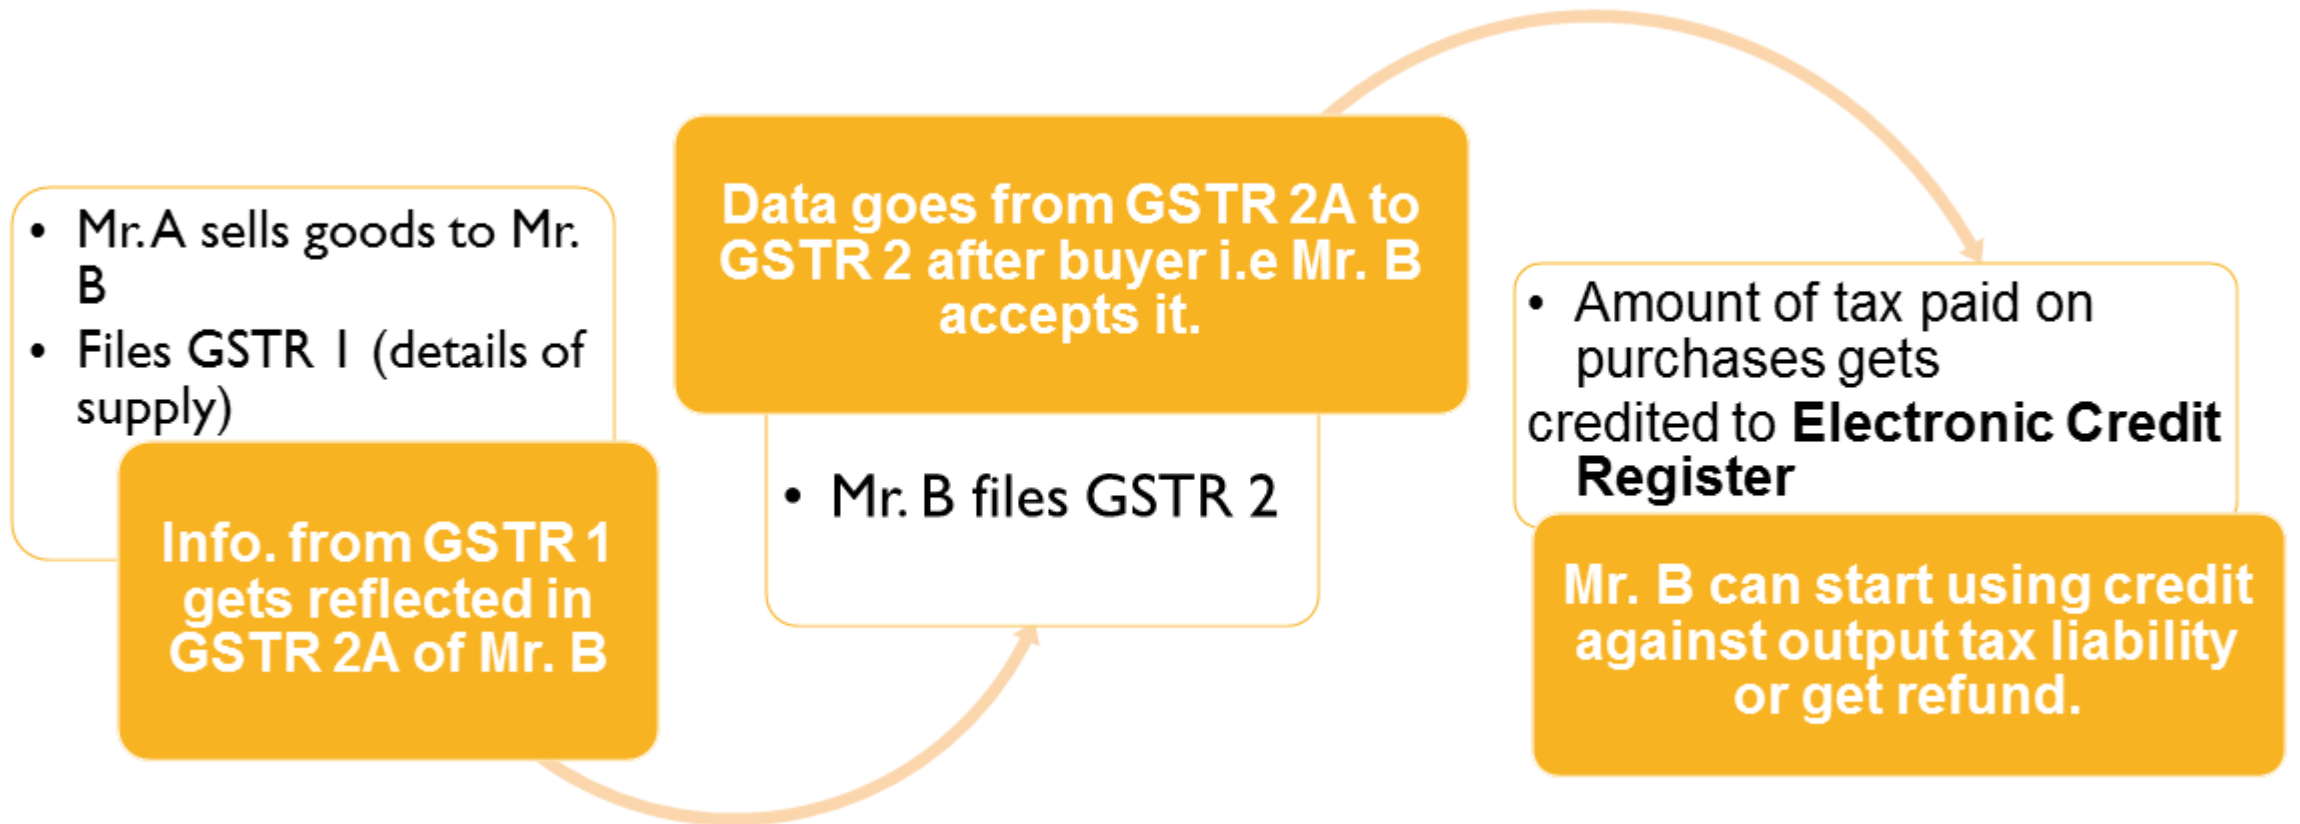 • Mr. A sells goods to Mr.
B
• Files GSTR 1 (details of
supply)
Info. from GSTR 1
gets reflected in
GSTR 2A of Mr. B
Data goes from GSTR 2A to
GSTR 2 after buyer i.e Mr. B
accepts it.
• Mr. B files GSTR 2
• Amount of tax paid on
purchases gets
credited to Electronic Credit
Register
Mr. B can start using credit
against output tax liability
or get refund.